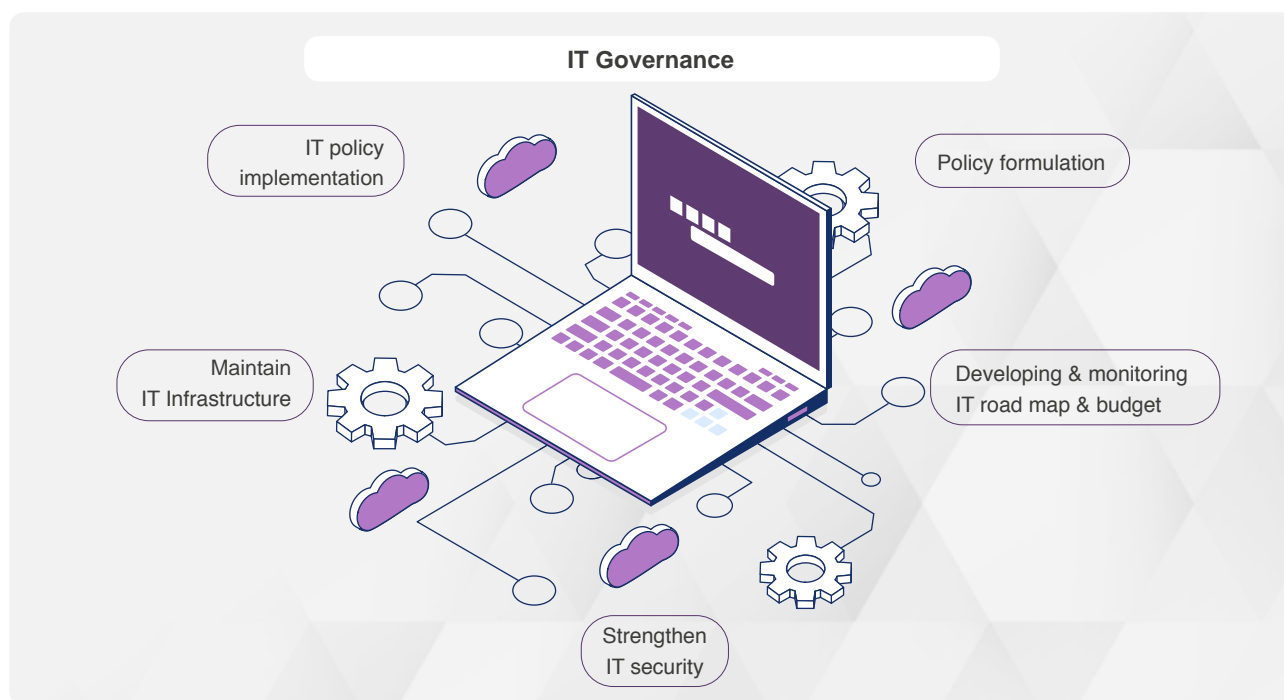 IT Governance
IT policy
implementation
Policy formulation
Maintain
IT Infrastructure
Developing & monitoring
IT road map & budget
Strengthen
IT security